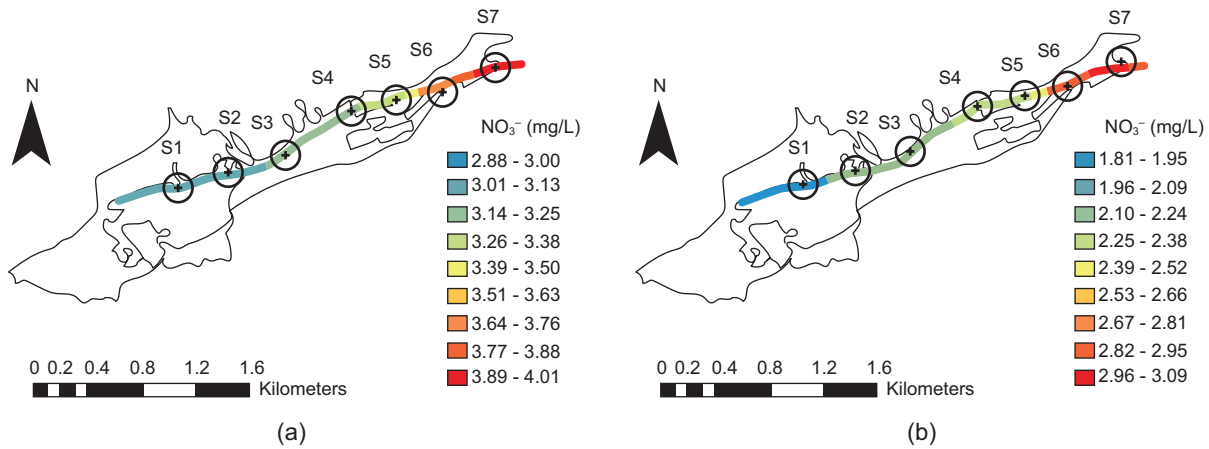 S7
S6
S5
S4
N
S3
S2
S1
NO₃⁻ (mg/L)
2.88 - 3.00
3.01 - 3.13
3.14 - 3.25
3.26 - 3.38
3.39 - 3.50
3.51 - 3.63
3.64 - 3.76
3.77 - 3.88
3.89 - 4.01
0 0.2 0.4 0.8 1.2 1.6
Kilometers
(a)
S7
S6
S5
S4
N
S3
S2
S1
NO₃⁻ (mg/L)
1.81 - 1.95
1.96 - 2.09
2.10 - 2.24
2.25 - 2.38
2.39 - 2.52
2.53 - 2.66
2.67 - 2.81
2.82 - 2.95
2.96 - 3.09
0 0.2 0.4 0.8 1.2 1.6
Kilometers
(b)